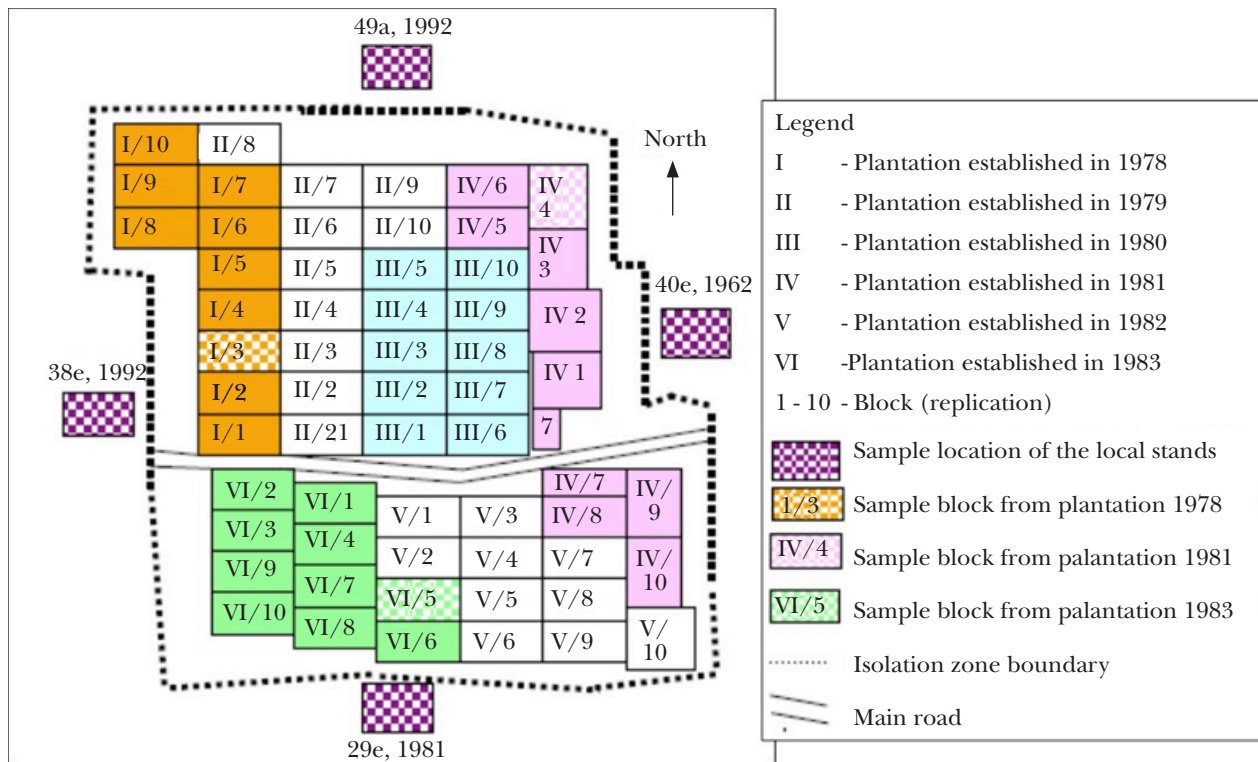 49a, 1992
North
I/10 II/8
I/9 I/7 II/7 II/9 IV/6 IV 4
I/8 I/6 II/6 II/10 IV/5 IV 3
I/5 II/5 III/5 III/10
40e, 1962
I/4 II/4 III/4 III/9 IV 2
I/3 II/3 III/3 III/8
38e, 1992
I/2 II/2 III/2 III/7 IV 1
I/1 II/21 III/1 III/6 7
VI/2 VI/1 V/1 V/3 IV/7 IV/9
VI/3 VI/4 V/2 V/4 IV/8
VI/9 VI/7 VI/5 V/5 V/7 IV/10
VI/10 VI/8 VI/6 V/6 V/8
V/9 V/10
29e, 1981
Legend
I - Plantation established in 1978
II - Plantation established in 1979
III - Plantation established in 1980
IV - Plantation established in 1981
V - Plantation established in 1982
VI -Plantation established in 1983
1 - 10 - Block (replication)
Sample location of the local stands
1/3 Sample block from plantation 1978
IV/4 Sample block from palantation 1981
VI/5 Sample block from palantation 1983
Isolation zone boundary
Main road